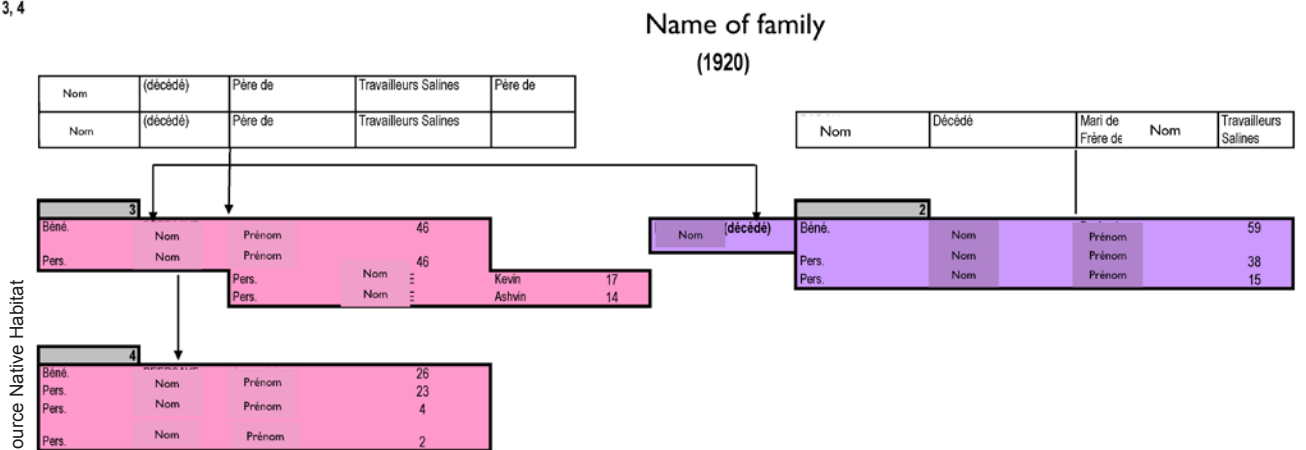 3, 4
Name of family
(1920)
Nom (décédé) Père de Travailleurs Salines Père de
Nom (décédé) Père de Travailleurs Salines
Nom Décédé Mari de Nom Travailleurs
Frère de Salines
3
Béné. Nom Prénom 46
Pers. Nom Prénom 46
Pers. Nom Kevin 17
Pers. Nom Ashvin 14
Nom (décédé)
2
Béné. Nom Prénom 59
Pers. Nom Prénom 38
Pers. Nom Prénom 15
4
Béné. Nom Prénom 26
Pers. 23
Pers. Nom Prénom 4
Pers. Nom Prénom 2
ource Native Habitat